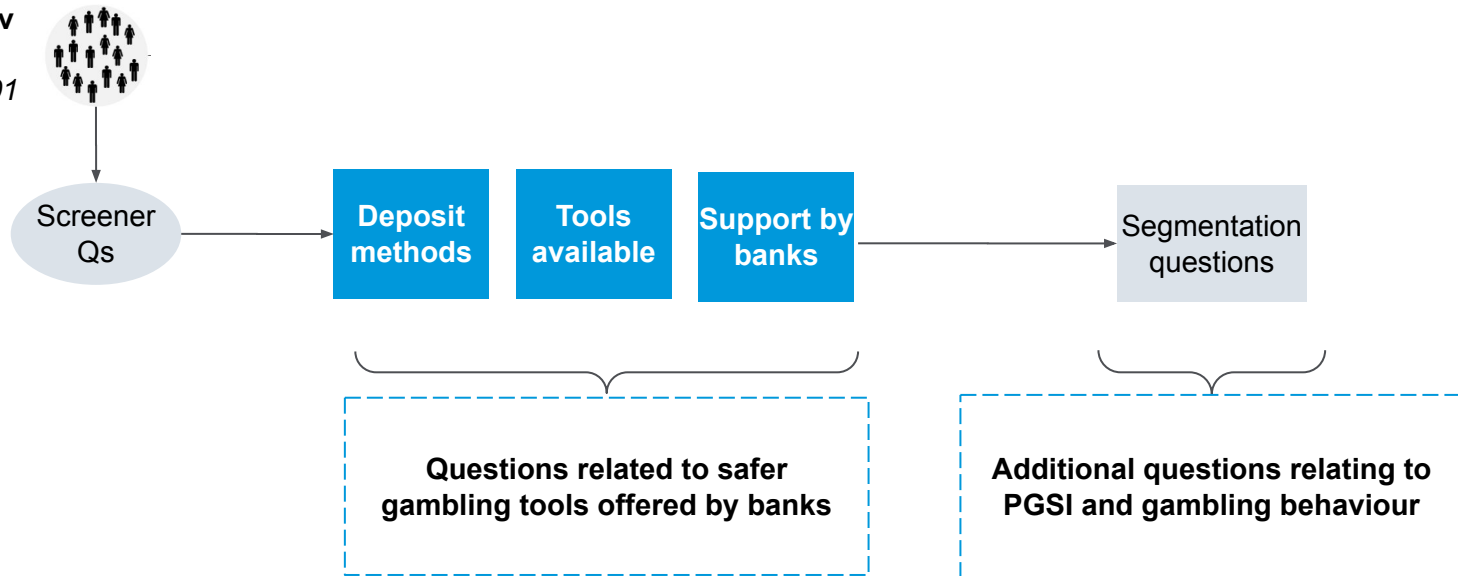 v
01
Screener
Qs
Deposit
methods
Tools
available
Support by
banks
Segmentation
questions
Questions related to safer
gambling tools offered by banks
Additional questions relating to
PGSI and gambling behaviour